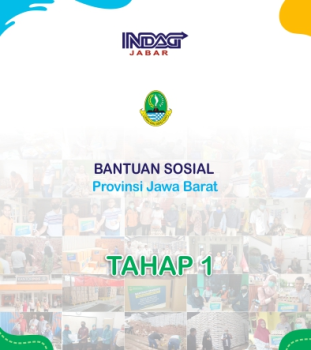 INDAG
JABAR
BANTUAN SOSIAL
Provinsi Jawa Barat
TAHAP 1